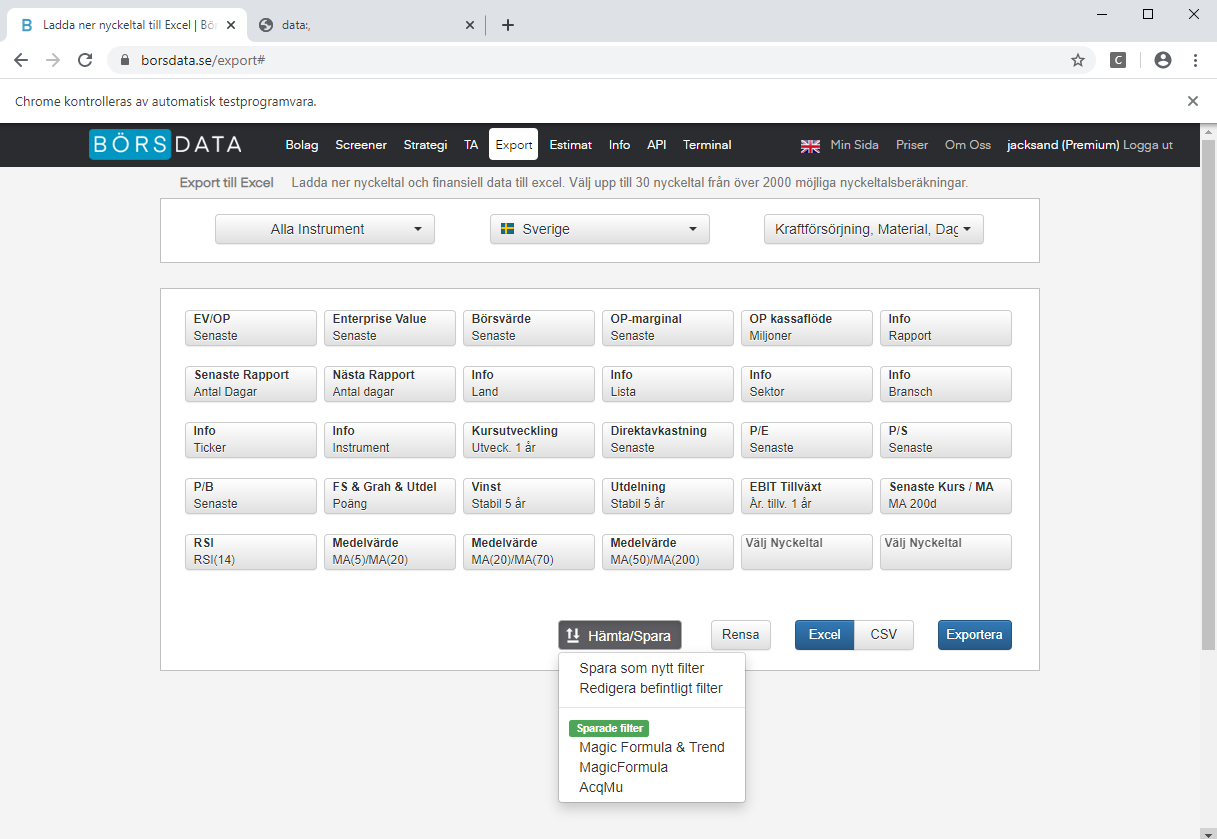 B Ladda ner nyckeltal till Excel | Bör
data:,
borsdata.se/export#
C
Chrome kontrolleras av automatisk testprogramvara.
BÖRSDATA Bolag Screener Strategi TA Export Estimat Info API Terminal Min Sida Priser Om Oss jacksand (Premium) Logga ut
Export till Excel Ladda ner nyckeltal och finansiell data till excel. Välj upp till 30 nyckeltal från över 2000 möjliga nyckeltalsberäkningar.
Alla Instrument Sverige Kraftförsörjning, Material, Dag
EV/OP Enterprise Value Börsvärde OP-marginal OP kassaflöde Info
Senaste Senaste Senaste Senaste Miljoner Rapport
Senaste Rapport Nästa Rapport Info Info Info Info
Antal Dagar Antal dagar Land Lista Sektor Bransch
Info Info Kursutveckling Direktavkastning P/E P/S
Ticker Instrument Utveck. 1 år Senaste Senaste Senaste
P/B FS & Grah & Utdel Vinst Utdelning EBIT Tillväxt Senaste Kurs / MA
Senaste Poäng Stabil 5 år Stabil 5 år År. tillv. 1 år MA 200d
RSI Medelvärde Medelvärde Medelvärde Välj Nyckeltal Välj Nyckeltal
RSI(14) MA(5)/MA(20) MA(20)/MA(70) MA(50)/MA(200)
Hämta/Spara Rensa Excel CSV Exportera
Spara som nytt filter
Redigera befintligt filter
Sparade filter
Magic Formula & Trend
MagicFormula
AcqMu